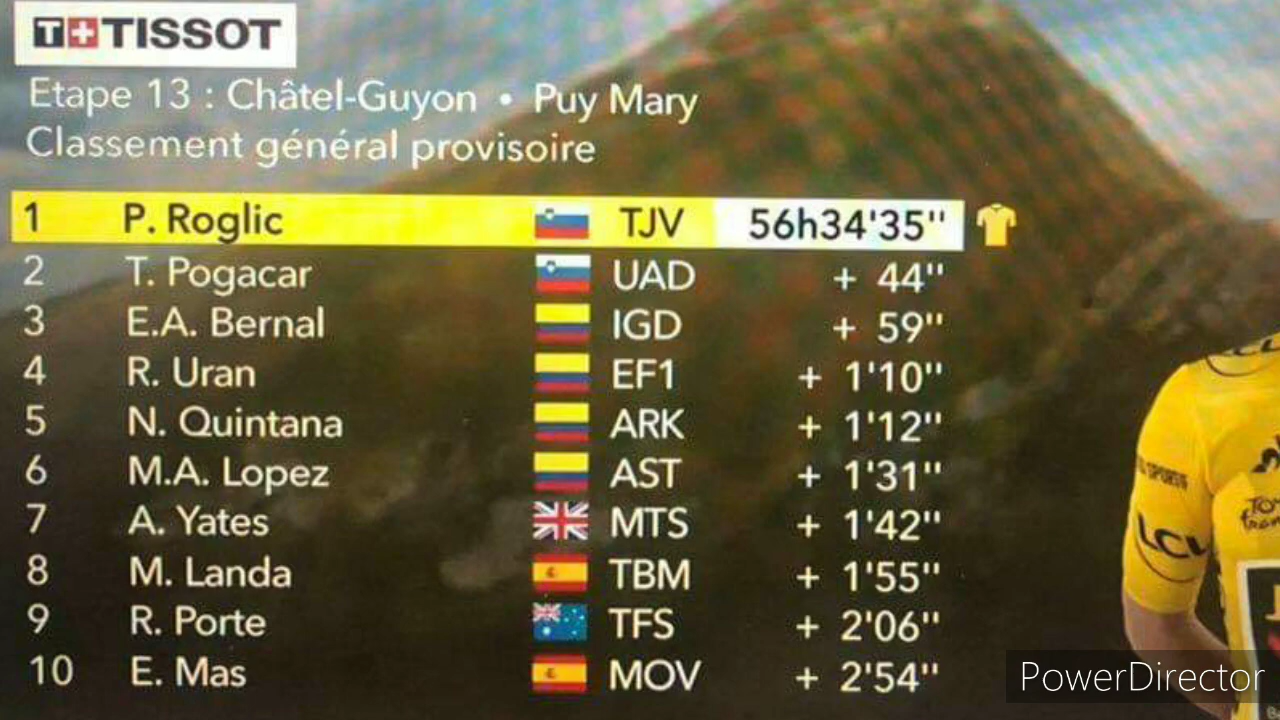 T+TISSOT
Etape 13 : Châtel-Guyon • Puy Mary
Classement général provisoire
1 P. Roglic TJV 56h34'35"
2 T. Pogacar UAD + 44"
3 E.A. Bernal IGD + 59"
4 R. Uran EF1 + 1'10"
5 N. Quintana ARK + 1'12"
6 M.A. Lopez AST + 1'31"
7 A. Yates MTS + 1'42"
8 M. Landa TBM + 1'55"
9 R. Porte TFS + 2'06"
10 E. Mas MOV + 2'54"
LCL
PowerDirector